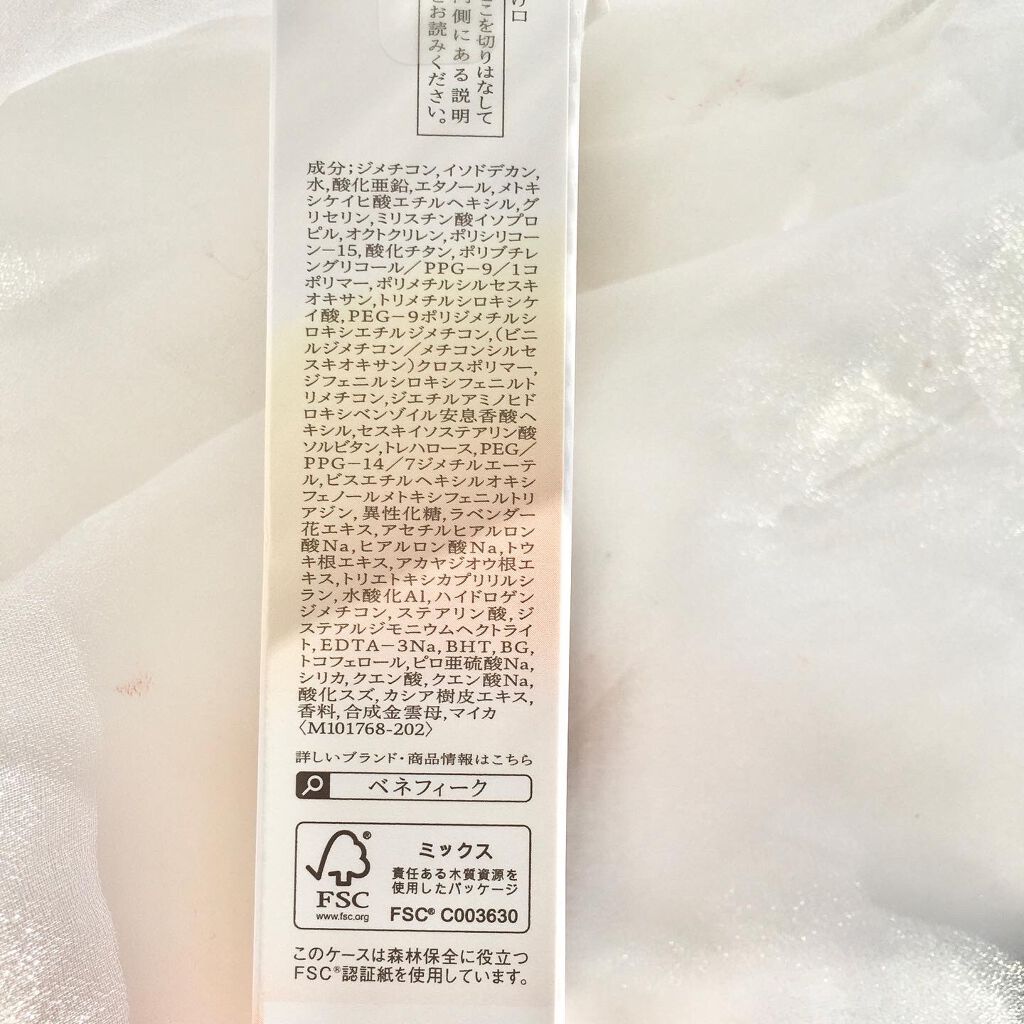 け口
ここを切りはなして
内側にある説明
をお読みください。
成分;ジメチコン,イソドデカン,
水,酸化亜鉛,エタノール,メトキ
シケイヒ酸エチルヘキシル,グ
リセリン,ミリスチン酸イソプロ
ピル,オクトクリレン,ポリシリコー
ン−15,酸化チタン,ポリブチレ
ングリコール/PPG−9/1コ
ポリマー,ポリメチルシルセスキ
オキサン,トリメチルシロキシケ
イ酸,PEG−9ポリジメチルシ
ロキシエチルジメチコン,(ビニ
ルジメチコン/メチコンシルセ
スキオキサン)クロスポリマー,
ジフェニルシロキシフェニルト
リメチコン,ジエチルアミノヒド
ロキシベンゾイル安息香酸ヘ
キシル,セスキイソステアリン酸
ソルビタン,トレハロース,PEG/
PPG−14/7ジメチルエーテ
ル,ビスエチルヘキシルオキシ
フェノールメトキシフェニルトリ
アジン,異性化糖,ラベンダー
花エキス,アセチルヒアルロン
酸Na,ヒアルロン酸Na,トウ
キ根エキス,アカヤジオウ根エ
キス,トリエトキシカプリリルシ
ラン,水酸化Al,ハイドロゲン
ジメチコン,ステアリン酸,ジ
ステアルジモニウムヘクトライ
ト,EDTA−3Na,BHT,BG,
トコフェロール,ピロ亜硫酸Na,
シリカ,クエン酸,クエン酸Na,
酸化スズ,カシア樹皮エキス,
香料,合成金雲母,マイカ
〈M101768-202〉
詳しいブランド・商品情報はこちら
ベネフィーク
ミックス
責任ある木質資源を
使用したパッケージ
FSC® C003630
®
FSC
www.fsc.org
このケースは森林保全に役立つ
FSC®認証紙を使用しています。